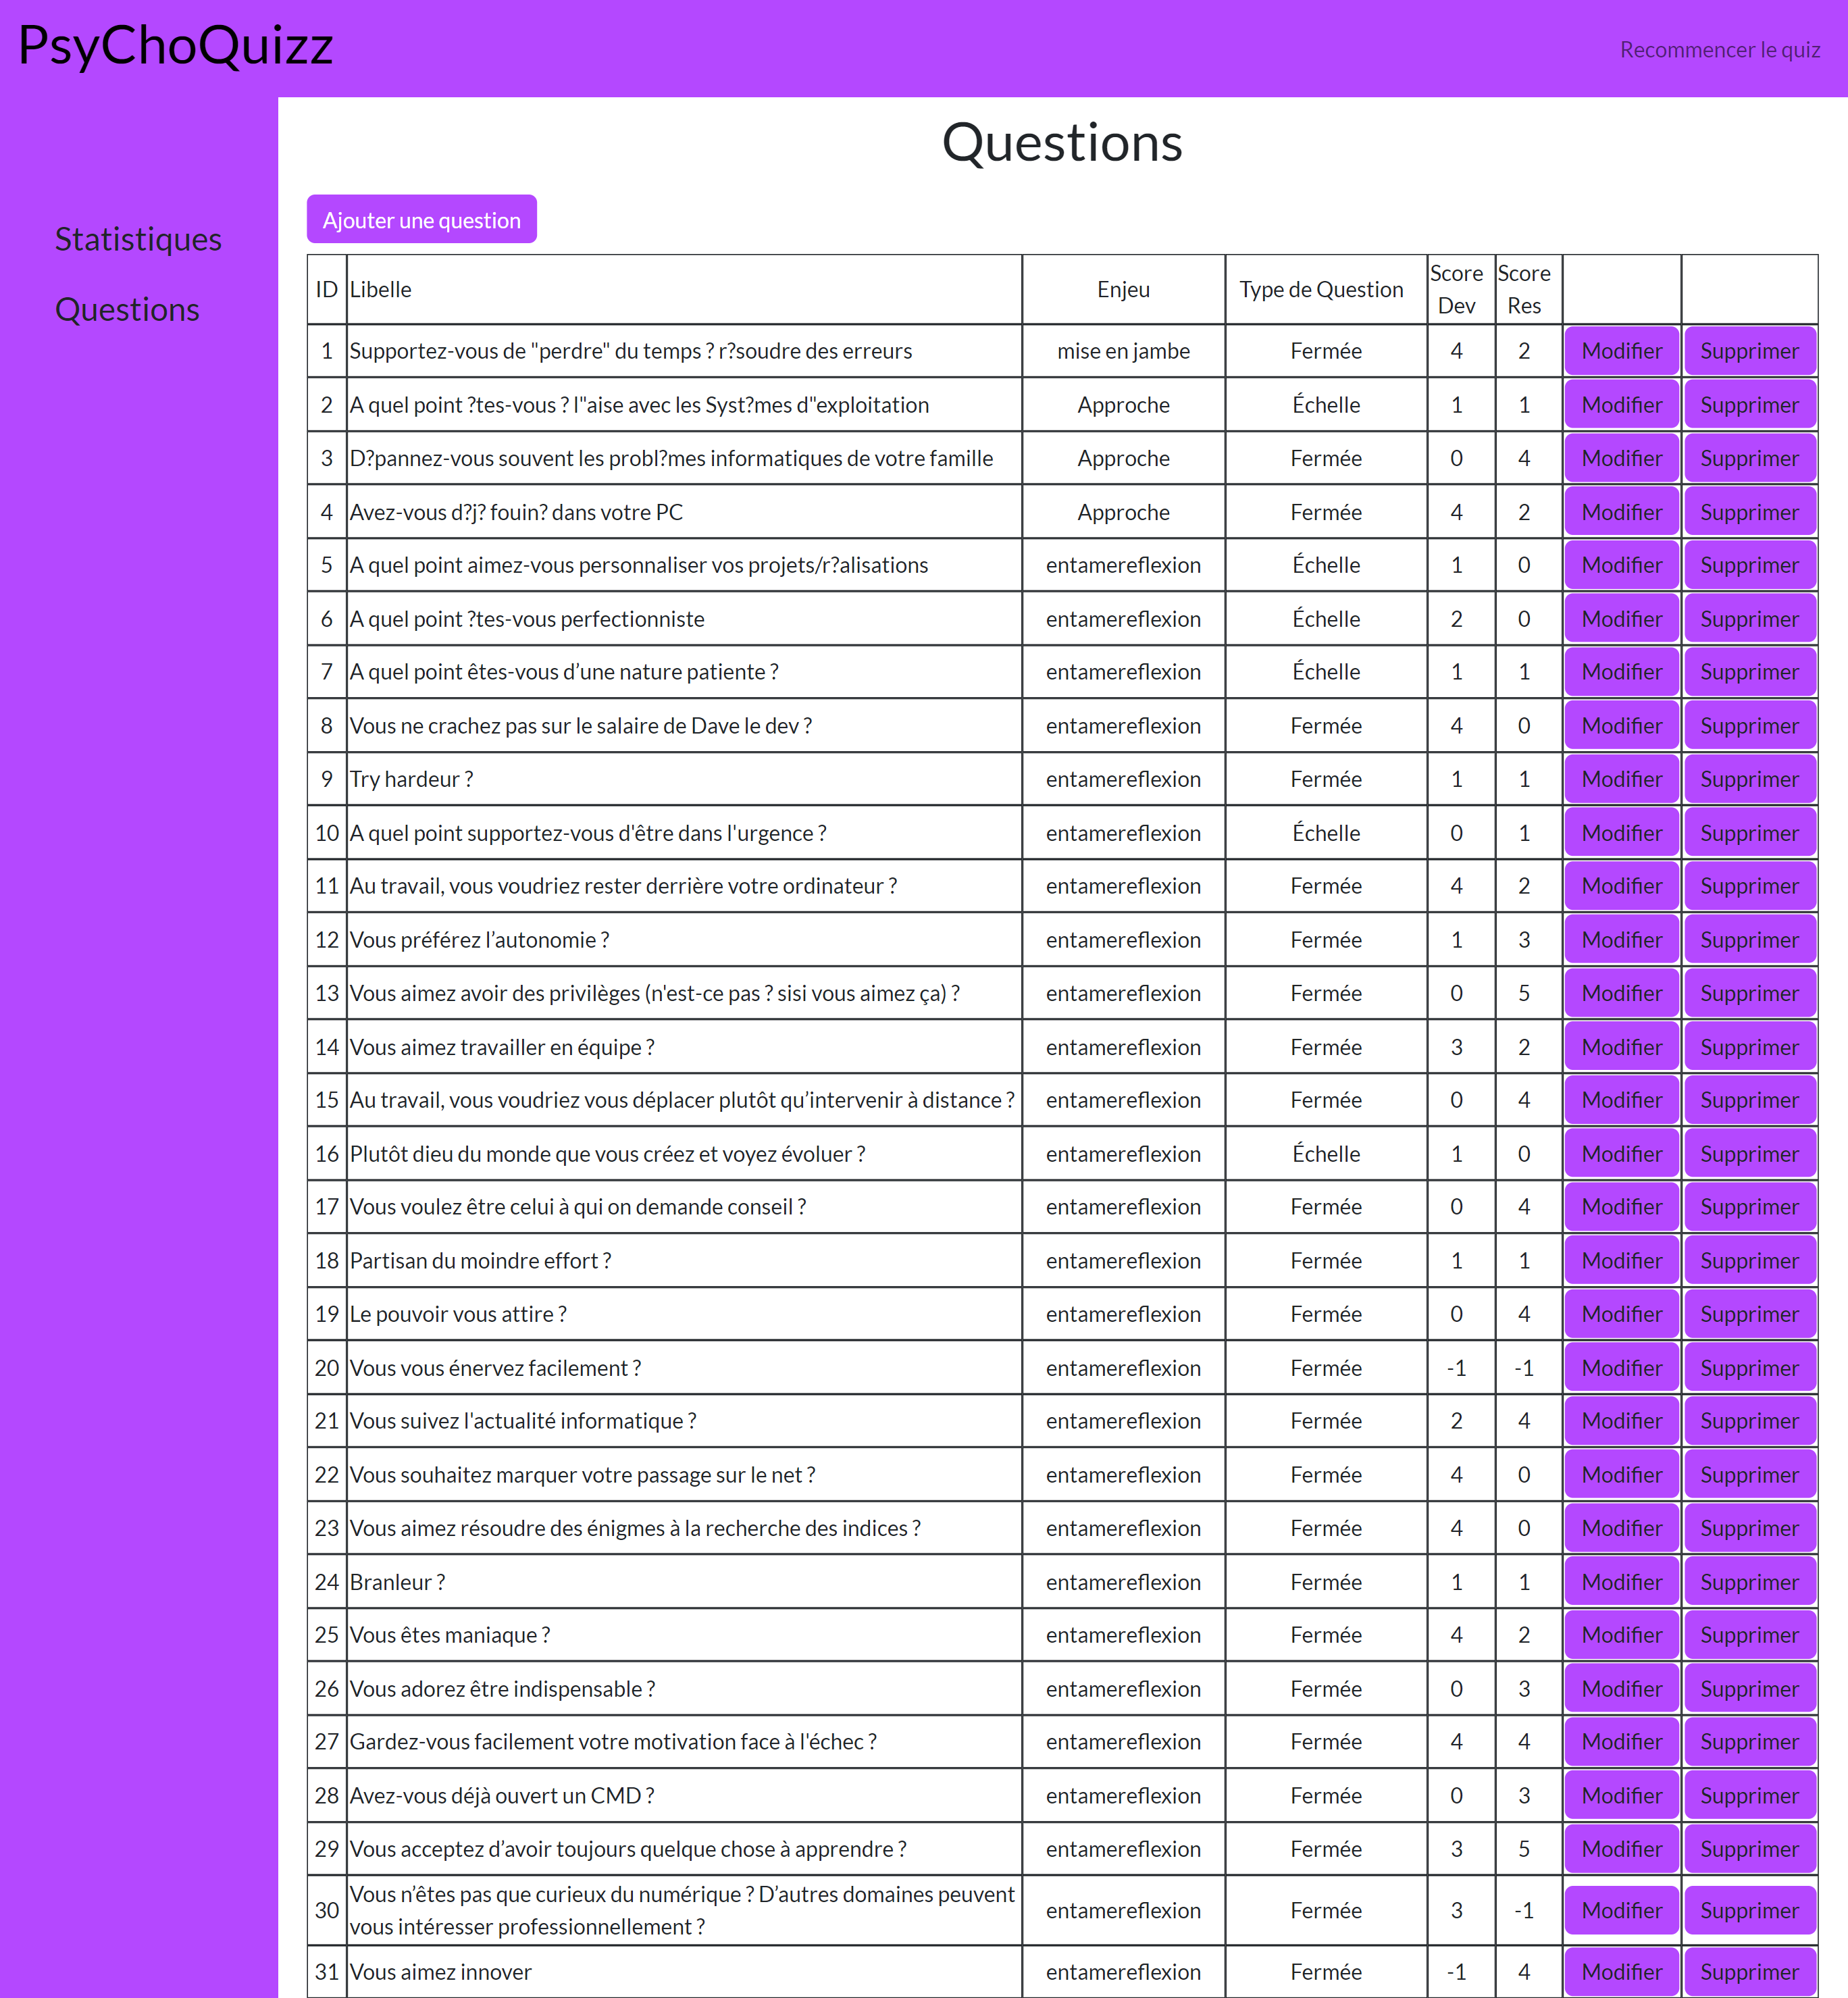 PsyChoQuizz
Recommencer le quiz
Statistiques
Questions
Questions
Ajouter une question
ID Libelle Enjeu Type de Question Score Dev Score Res
1 Supportez-vous de "perdre" du temps ? r?soudre des erreurs mise en jambe Fermée 4 2 Modifier Supprimer
2 A quel point ?tes-vous ? l"aise avec les Syst?mes d"exploitation Approche Échelle 1 1 Modifier Supprimer
3 D?pannez-vous souvent les probl?mes informatiques de votre famille Approche Fermée 0 4 Modifier Supprimer
4 Avez-vous d?j? fouin? dans votre PC Approche Fermée 4 2 Modifier Supprimer
5 A quel point aimez-vous personnaliser vos projets/r?alisations entamereflexion Échelle 1 0 Modifier Supprimer
6 A quel point ?tes-vous perfectionniste entamereflexion Échelle 2 0 Modifier Supprimer
7 A quel point êtes-vous d’une nature patiente ? entamereflexion Échelle 1 1 Modifier Supprimer
8 Vous ne crachez pas sur le salaire de Dave le dev ? entamereflexion Fermée 4 0 Modifier Supprimer
9 Try hardeur ? entamereflexion Fermée 1 1 Modifier Supprimer
10 A quel point supportez-vous d'être dans l'urgence ? entamereflexion Échelle 0 1 Modifier Supprimer
11 Au travail, vous voudriez rester derrière votre ordinateur ? entamereflexion Fermée 4 2 Modifier Supprimer
12 Vous préférez l’autonomie ? entamereflexion Fermée 1 3 Modifier Supprimer
13 Vous aimez avoir des privilèges (n'est-ce pas ? sisi vous aimez ça) ? entamereflexion Fermée 0 5 Modifier Supprimer
14 Vous aimez travailler en équipe ? entamereflexion Fermée 3 2 Modifier Supprimer
15 Au travail, vous voudriez vous déplacer plutôt qu’intervenir à distance ? entamereflexion Fermée 0 4 Modifier Supprimer
16 Plutôt dieu du monde que vous créez et voyez évoluer ? entamereflexion Échelle 1 0 Modifier Supprimer
17 Vous voulez être celui à qui on demande conseil ? entamereflexion Fermée 0 4 Modifier Supprimer
18 Partisan du moindre effort ? entamereflexion Fermée 1 1 Modifier Supprimer
19 Le pouvoir vous attire ? entamereflexion Fermée 0 4 Modifier Supprimer
20 Vous vous énervez facilement ? entamereflexion Fermée -1 -1 Modifier Supprimer
21 Vous suivez l'actualité informatique ? entamereflexion Fermée 2 4 Modifier Supprimer
22 Vous souhaitez marquer votre passage sur le net ? entamereflexion Fermée 4 0 Modifier Supprimer
23 Vous aimez résoudre des énigmes à la recherche des indices ? entamereflexion Fermée 4 0 Modifier Supprimer
24 Branleur ? entamereflexion Fermée 1 1 Modifier Supprimer
25 Vous êtes maniaque ? entamereflexion Fermée 4 2 Modifier Supprimer
26 Vous adorez être indispensable ? entamereflexion Fermée 0 3 Modifier Supprimer
27 Gardez-vous facilement votre motivation face à l'échec ? entamereflexion Fermée 4 4 Modifier Supprimer
28 Avez-vous déjà ouvert un CMD ? entamereflexion Fermée 0 3 Modifier Supprimer
29 Vous acceptez d’avoir toujours quelque chose à apprendre ? entamereflexion Fermée 3 5 Modifier Supprimer
30 Vous n’êtes pas que curieux du numérique ? D’autres domaines peuvent
vous intéresser professionnellement ? entamereflexion Fermée 3 -1 Modifier Supprimer
31 Vous aimez innover entamereflexion Fermée -1 4 Modifier Supprimer